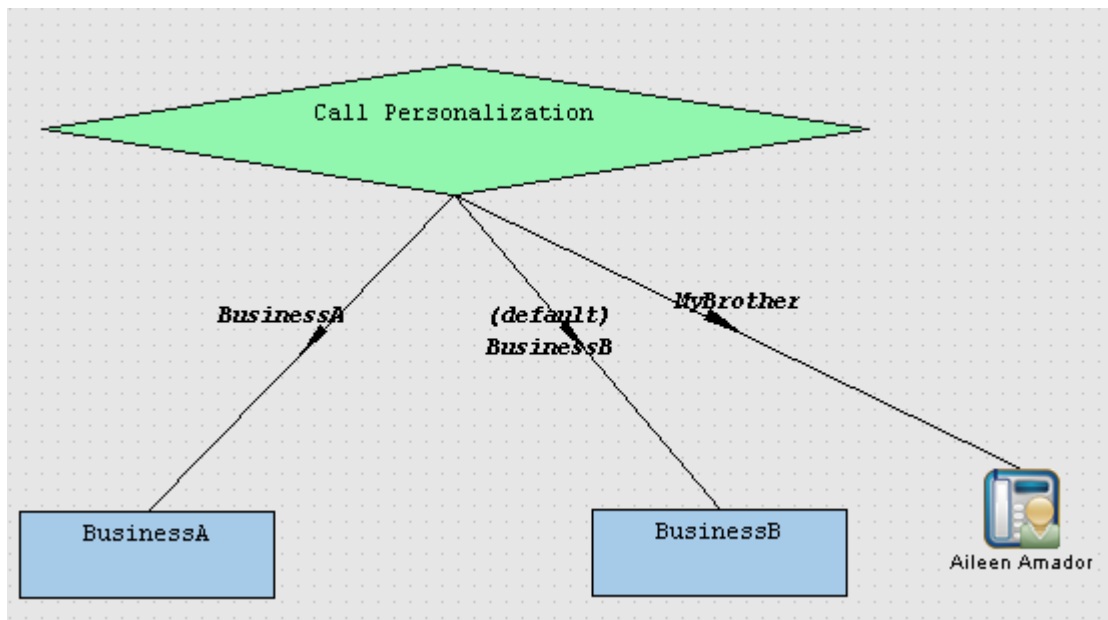 Call Personalization
BusinessA
(default)
BusinessB
MyBrother
BusinessA
BusinessB
Aileen Amador